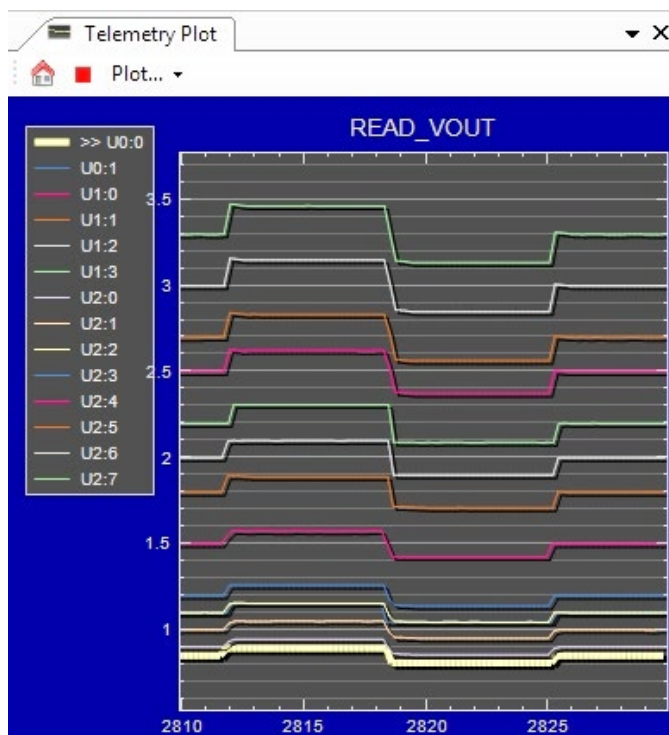 Telemetry Plot
Plot...
READ_VOUT
>> U0:0
U0:1
U1:0
U1:1
U1:2
U1:3
U2:0
U2:1
U2:2
U2:3
U2:4
U2:5
U2:6
U2:7
3.5
3
2.5
2
1.5
1
2810
2815
2820
2825